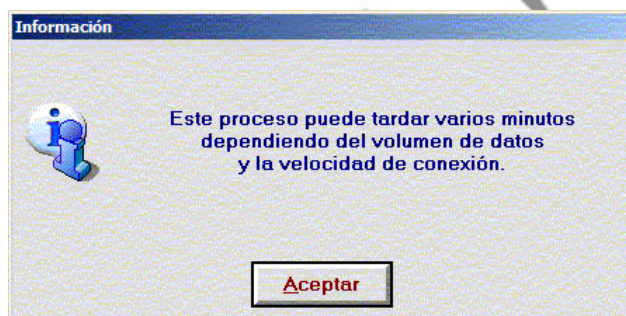 Información
Este proceso puede tardar varios minutos
dependiendo del volumen de datos
y la velocidad de conexión.
Aceptar